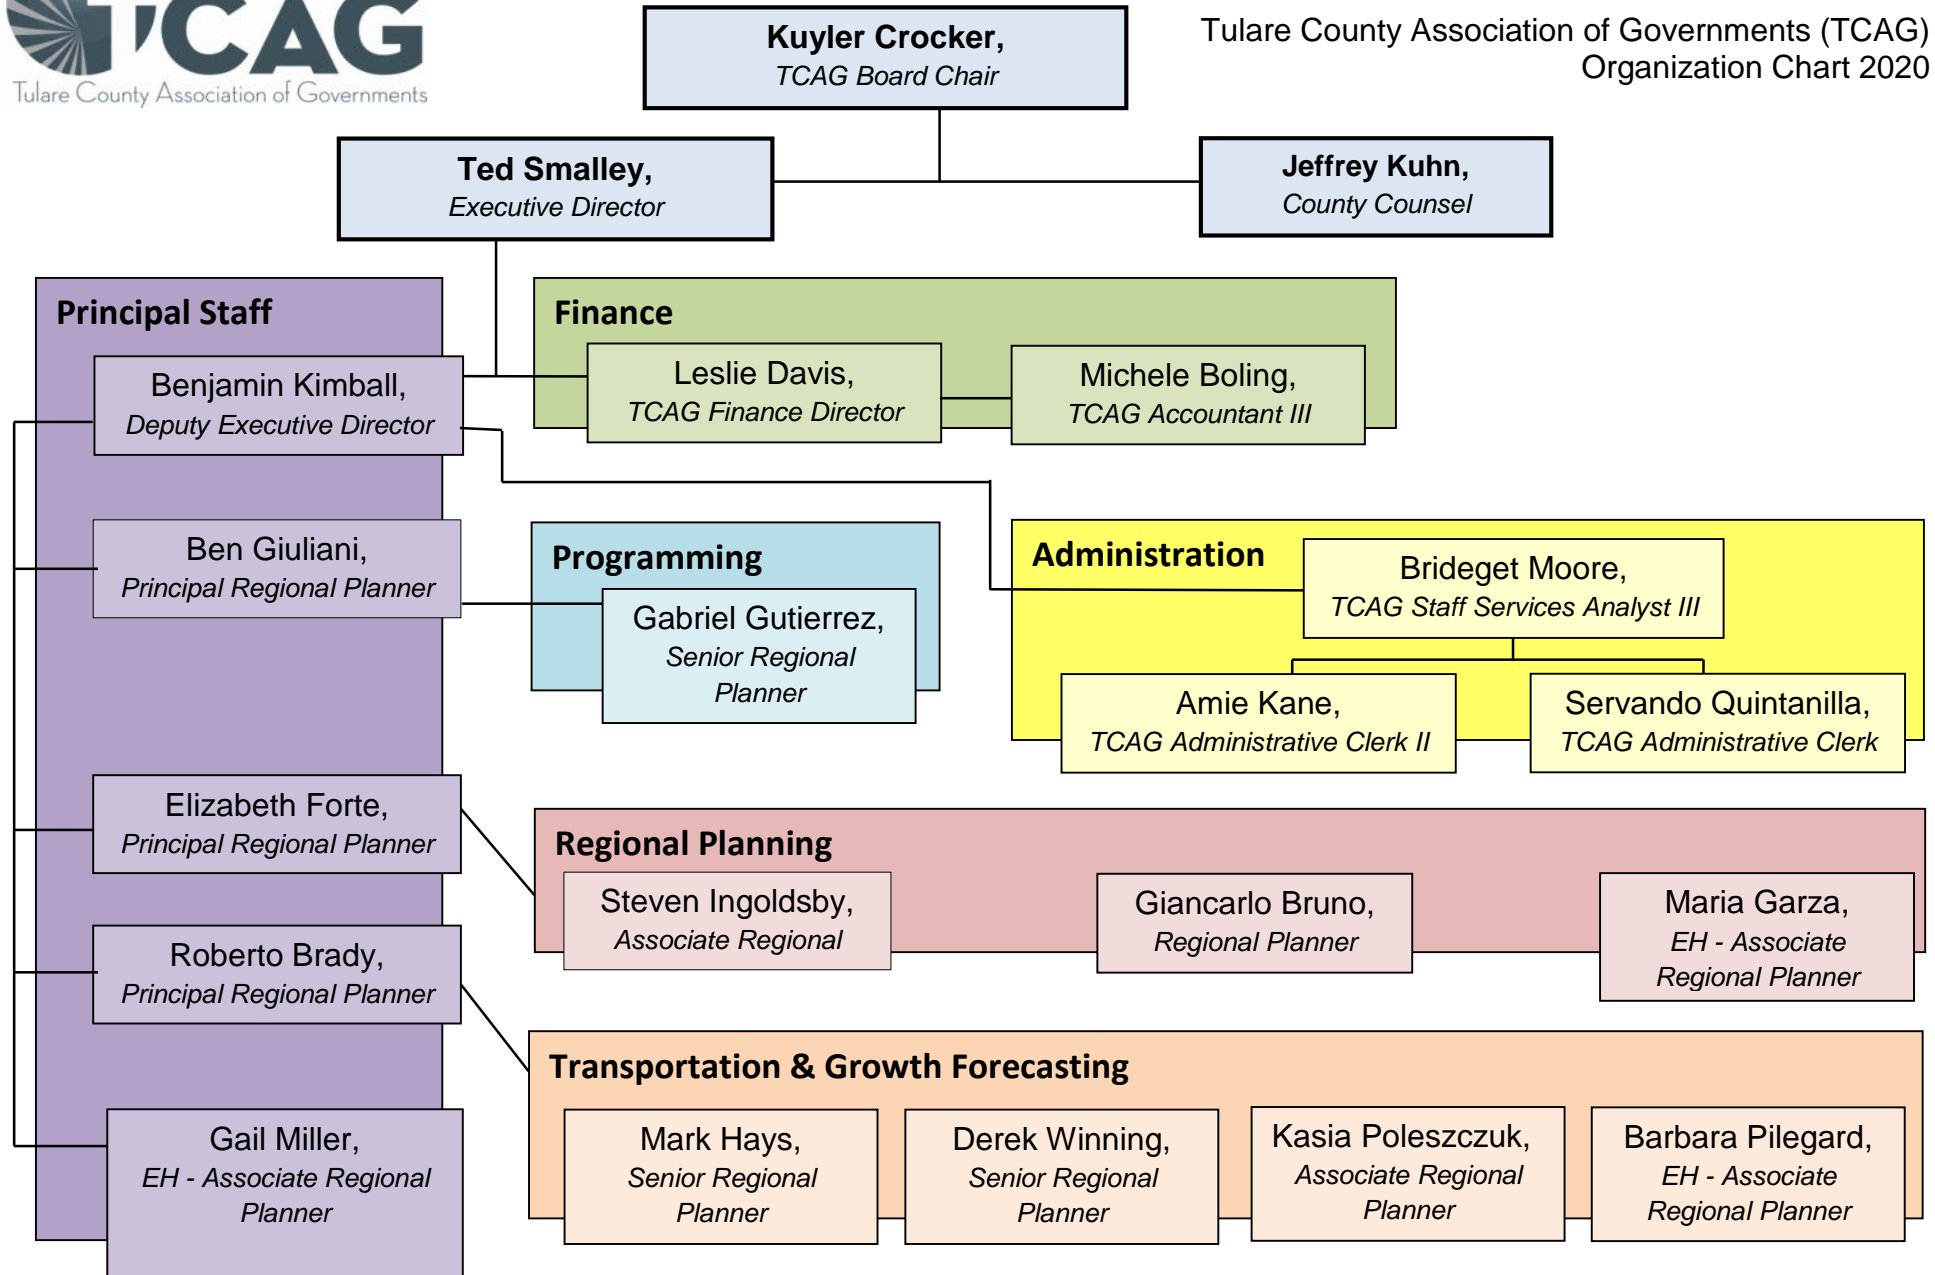 TCAG
Tulare County Association of Governments
Kuyler Crocker,
TCAG Board Chair
Tulare County Association of Governments (TCAG)
Organization Chart 2020
Ted Smalley,
Executive Director
Jeffrey Kuhn,
County Counsel
Principal Staff
Benjamin Kimball,
Deputy Executive Director
Ben Giuliani,
Principal Regional Planner
Elizabeth Forte,
Principal Regional Planner
Roberto Brady,
Principal Regional Planner
Gail Miller,
EH - Associate Regional
Planner
Finance
Leslie Davis,
TCAG Finance Director
Michele Boling,
TCAG Accountant III
Programming
Gabriel Gutierrez,
Senior Regional
Planner
Administration
Brideget Moore,
TCAG Staff Services Analyst III
Amie Kane,
TCAG Administrative Clerk II
Servando Quintanilla,
TCAG Administrative Clerk
Regional Planning
Steven Ingoldsby,
Associate Regional
Giancarlo Bruno,
Regional Planner
Maria Garza,
EH - Associate
Regional Planner
Transportation & Growth Forecasting
Mark Hays,
Senior Regional
Planner
Derek Winning,
Senior Regional
Planner
Kasia Poleszczuk,
Associate Regional
Planner
Barbara Pilegard,
EH - Associate
Regional Planner